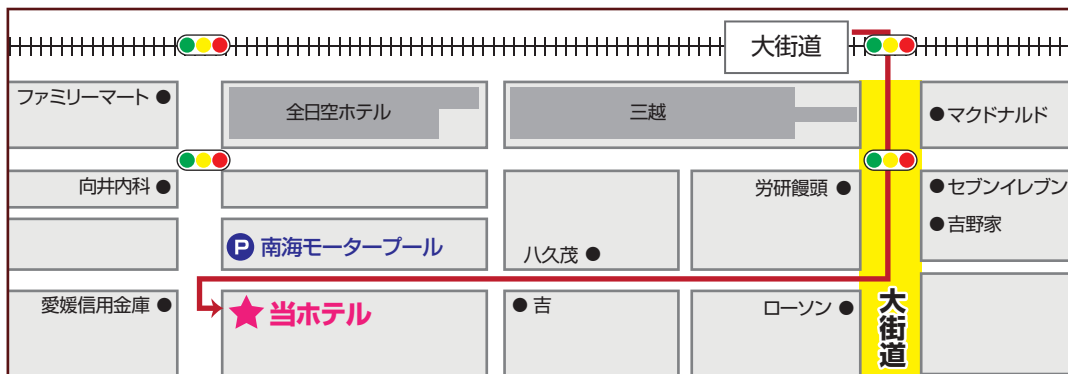 大街道
ファミリーマート
全日空ホテル
三越
マクドナルド
向井内科
労研饅頭
セブンイレブン
吉野家
P 南海モータープール
八久茂
愛媛信用金庫
当ホテル
吉
ローソン
大街道